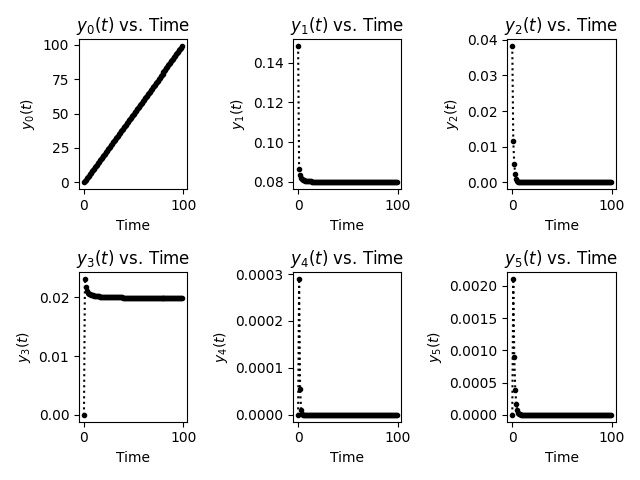 y₀(t) vs. Time
y₁(t) vs. Time
y₂(t) vs. Time
100
75
50
25
0
y₀(t)
0 100
Time
0.14
0.12
0.10
0.08
y₁(t)
0 100
Time
0.04
0.03
0.02
0.01
0.00
y₂(t)
0 100
Time
y₃(t) vs. Time
y₄(t) vs. Time
y₅(t) vs. Time
0.02
0.01
0.00
y₃(t)
0 100
Time
0.0003
0.0002
0.0001
0.0000
y₄(t)
0 100
Time
0.0020
0.0015
0.0010
0.0005
0.0000
y₅(t)
0 100
Time